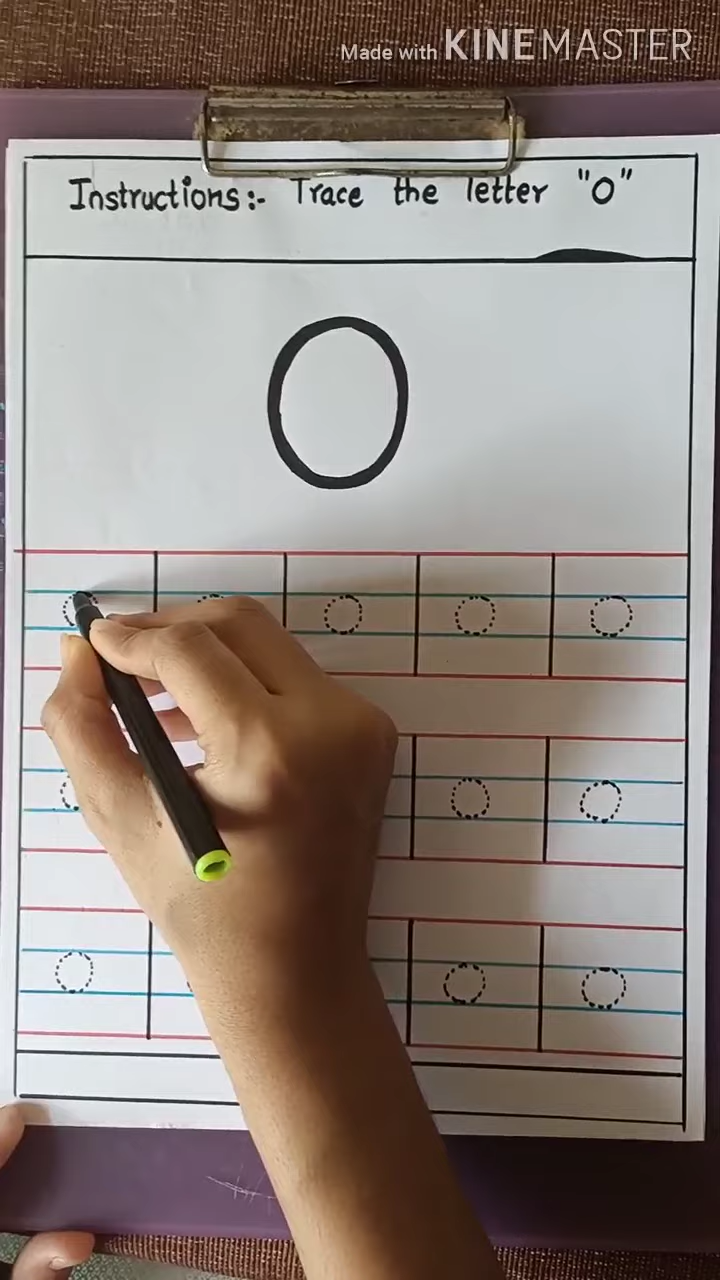 Made with KINEMASTER
Instructions:- Trace the letter "O"
O
o o o o o
o o o
o o o o